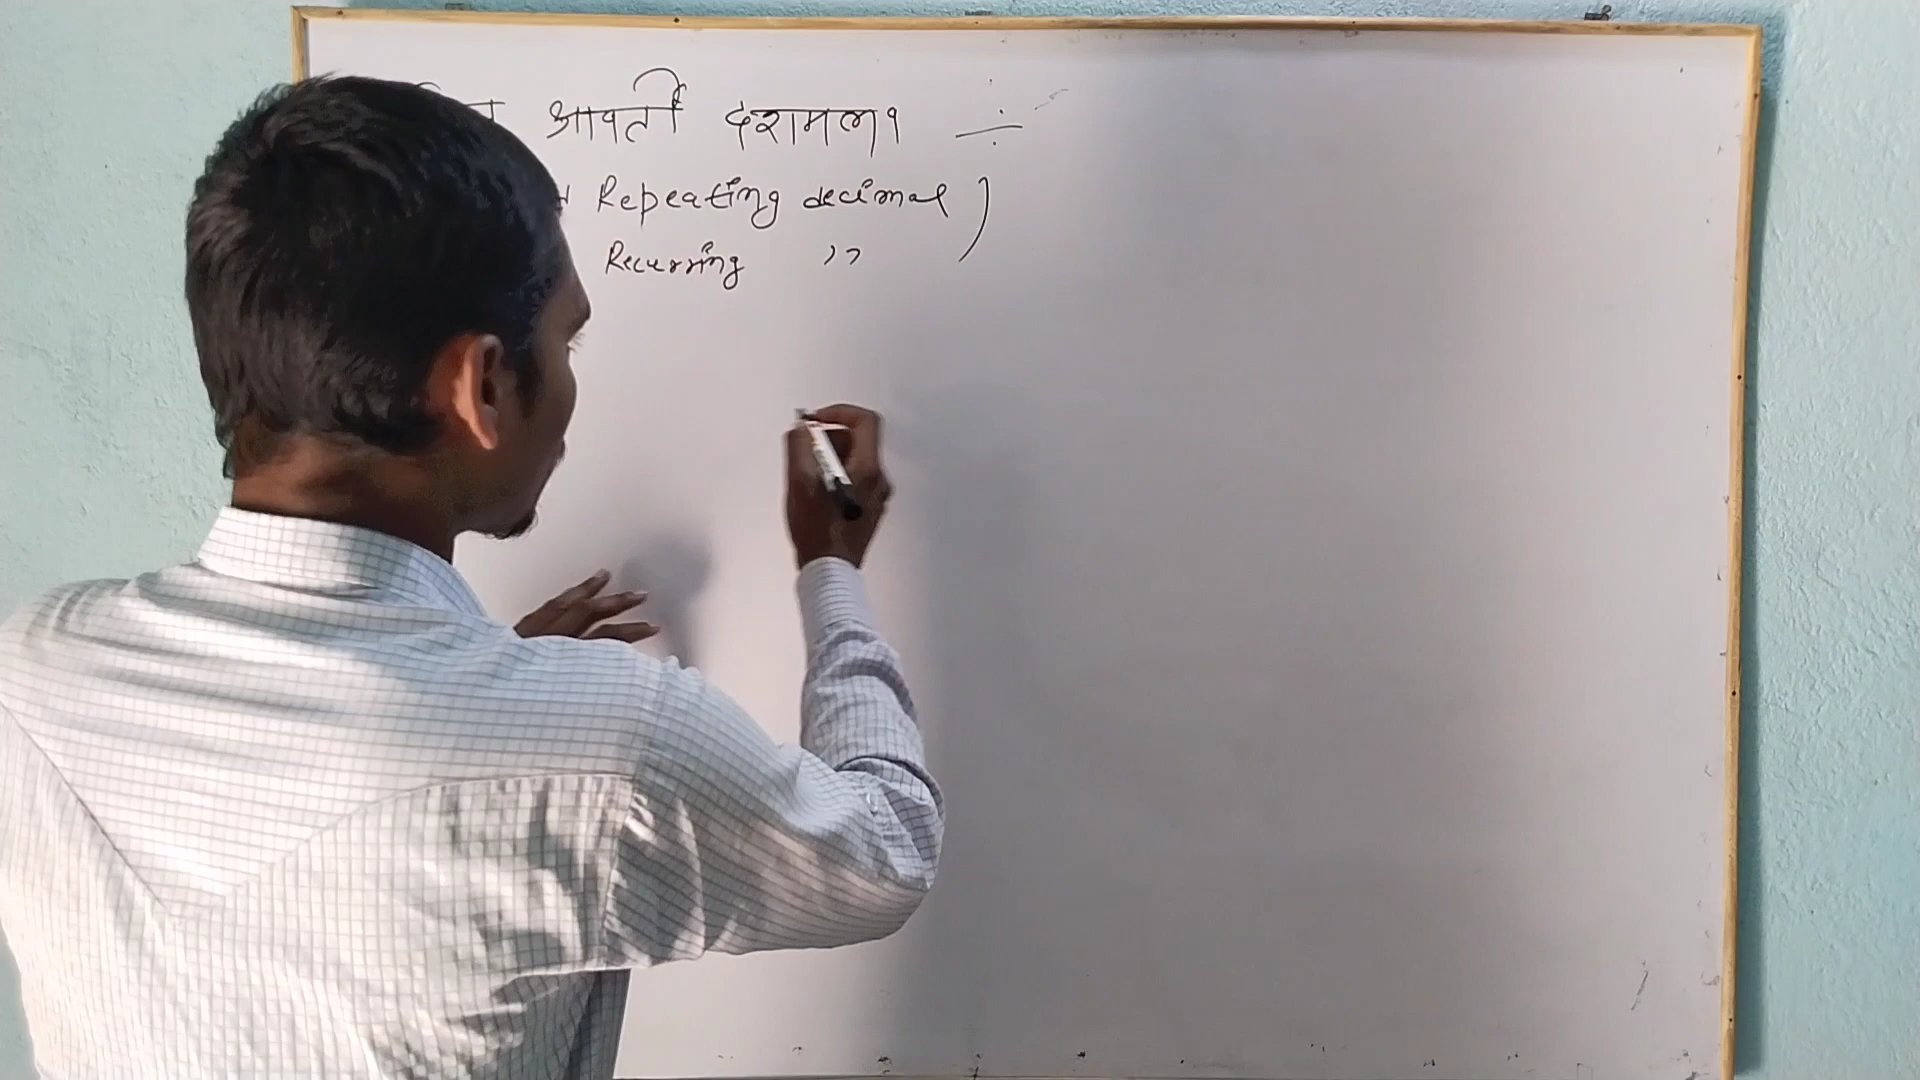 आवर्ती दशमलव ÷
Repeating decimal )
Recurring ,,